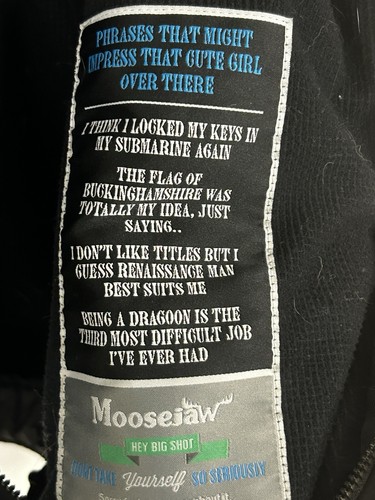 PHRASES THAT MIGHT
IMPRESS THAT CUTE GIRL
OVER THERE
I THINK I LOCKED MY KEYS IN
MY SUBMARINE AGAIN
THE FLAG OF
BUCKINGHAMSHIRE WAS
TOTALLY MY IDEA, JUST
SAYING..
I DON'T LIKE TITLES BUT I
GUESS RENAISSANCE MAN
BEST SUITS ME
BEING A DRAGOON IS THE
THIRD MOST DIFFICULT JOB
I'VE EVER HAD
Moosejaw
HEY BIG SHOT
DON'T TAKE Yourself SO SERIOUSLY